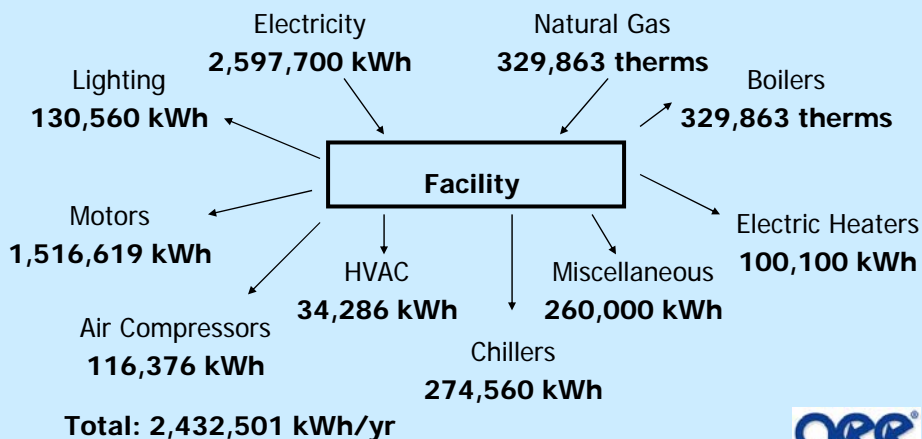 Electricity
2,597,700 kWh
Natural Gas
329,863 therms
Lighting
130,560 kWh
Boilers
329,863 therms
Facility
Motors
1,516,619 kWh
Electric Heaters
100,100 kWh
HVAC
34,286 kWh
Miscellaneous
260,000 kWh
Air Compressors
116,376 kWh
Chillers
274,560 kWh
Total: 2,432,501 kWh/yr